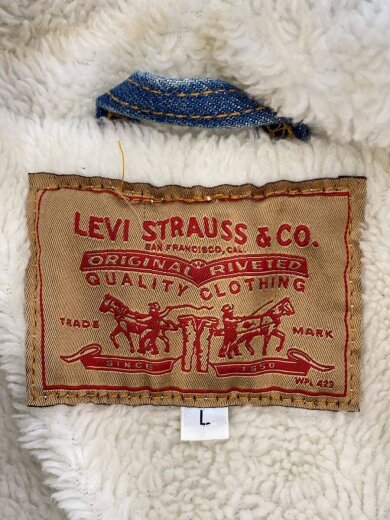 LEVI STRAUSS & CO.
SAN FRANCISCO, CAL.
ORIGINAL RIVETED
QUALITY CLOTHING
TRADE MARK
SINCE 1850
WPL 423
L